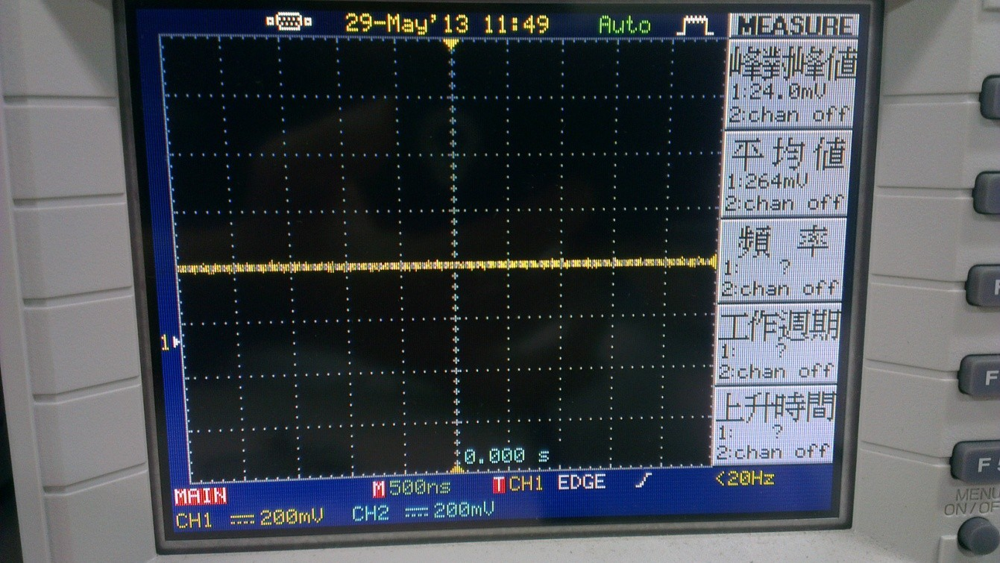 29-May'13 11:49 Auto
MEASURE
峰對峰值
1:24.0mV
2:chan off
平均值
1:264mV
2:chan off
頻 率
1: ?
2:chan off
工作週期
1: ?
2:chan off
上升時間
1: ?
2:chan off
1
0.000 s
MAIN M 500ns T CH1 EDGE <20Hz
CH1 200mV CH2 200mV
F
F 5
MENU
ON/OF